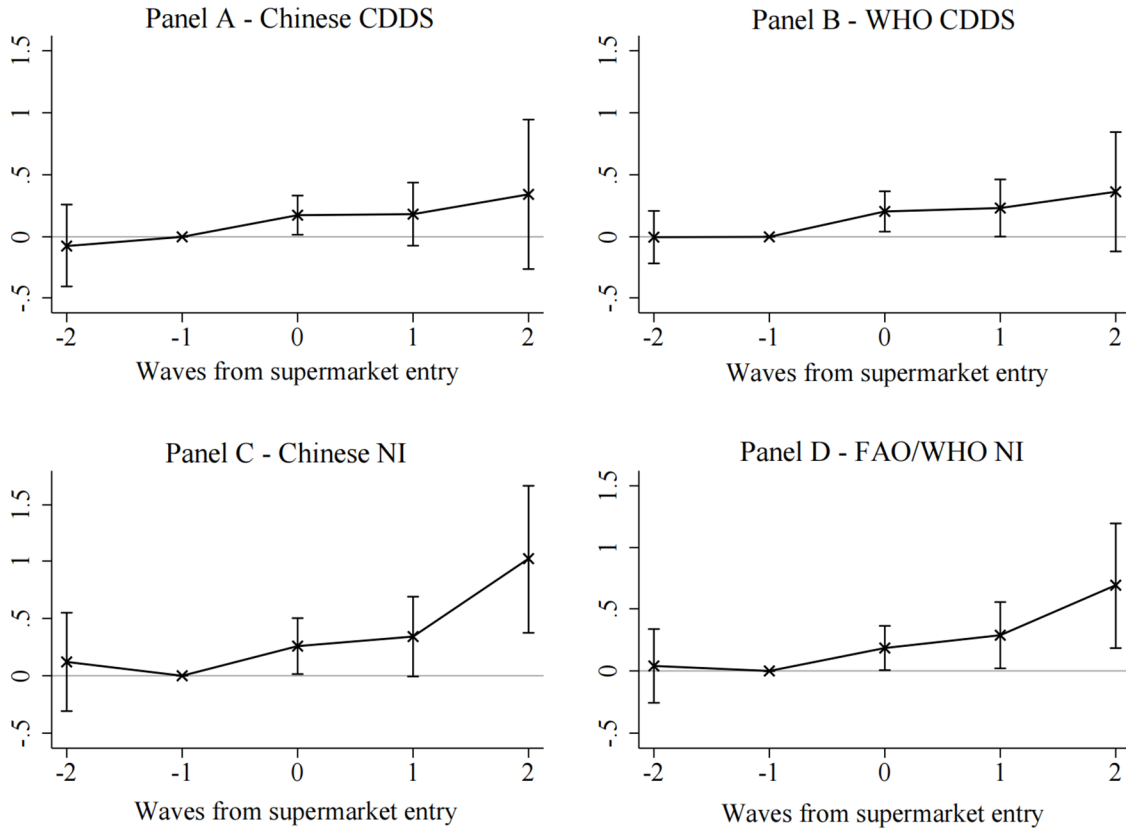 Panel A - Chinese CDDS
1.5
1
.5
0
-.5
-2 -1 0 1 2
Waves from supermarket entry
Panel B - WHO CDDS
1.5
1
.5
0
-.5
-2 -1 0 1 2
Waves from supermarket entry
Panel C - Chinese NI
1.5
1
.5
0
-.5
-2 -1 0 1 2
Waves from supermarket entry
Panel D - FAO/WHO NI
1.5
1
.5
0
-.5
-2 -1 0 1 2
Waves from supermarket entry